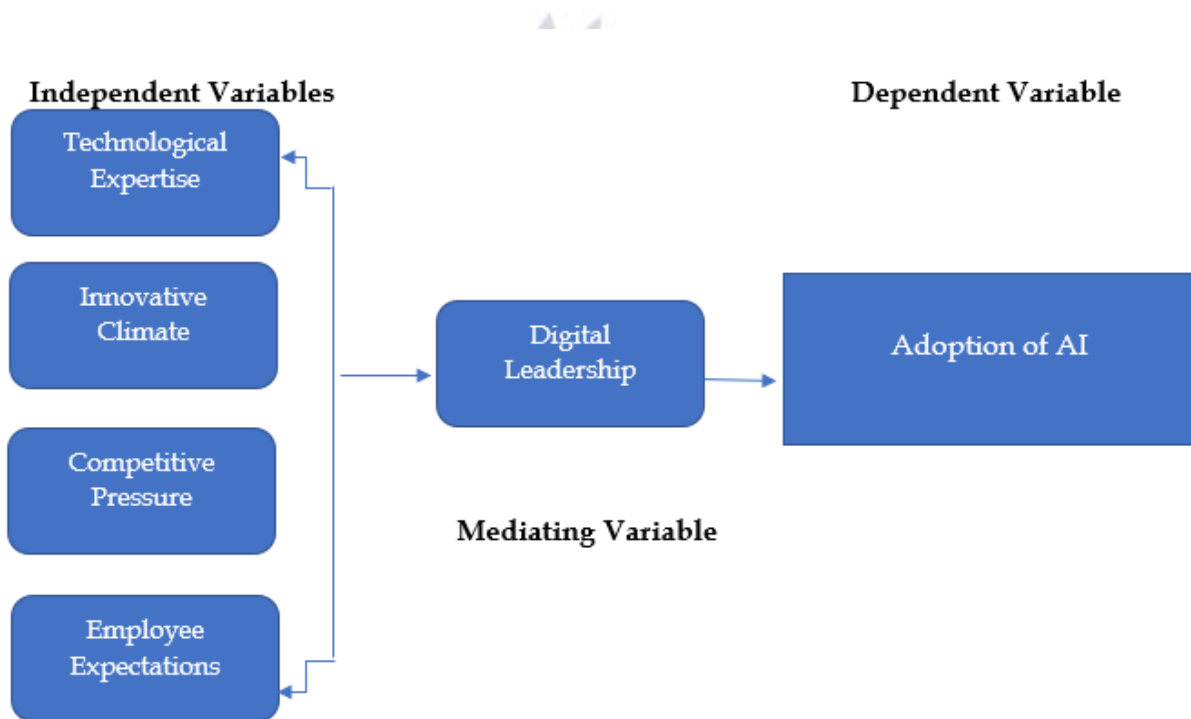 Independent Variables
Dependent Variable
Technological
Expertise
Innovative
Climate
Competitive
Pressure
Employee
Expectations
Digital
Leadership
Mediating Variable
Adoption of AI